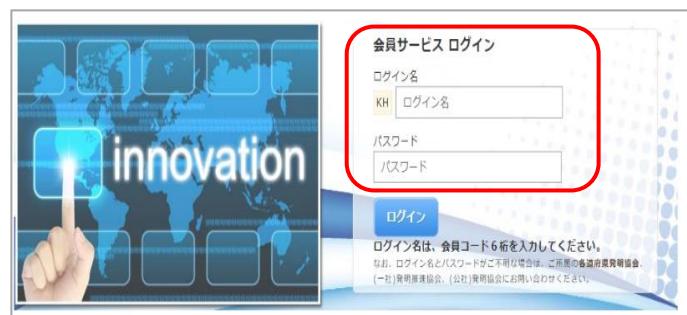 innovation
会員サービス ログイン
ログイン名
KH ログイン名
パスワード
パスワード
ログイン
ログイン名は、会員コード6桁を入力してください。
なお、ログイン名とパスワードがご不明な場合は、ご所属の各道府県発明協会、
(一社)発明推進協会、(公社)発明協会にお問い合わせください。